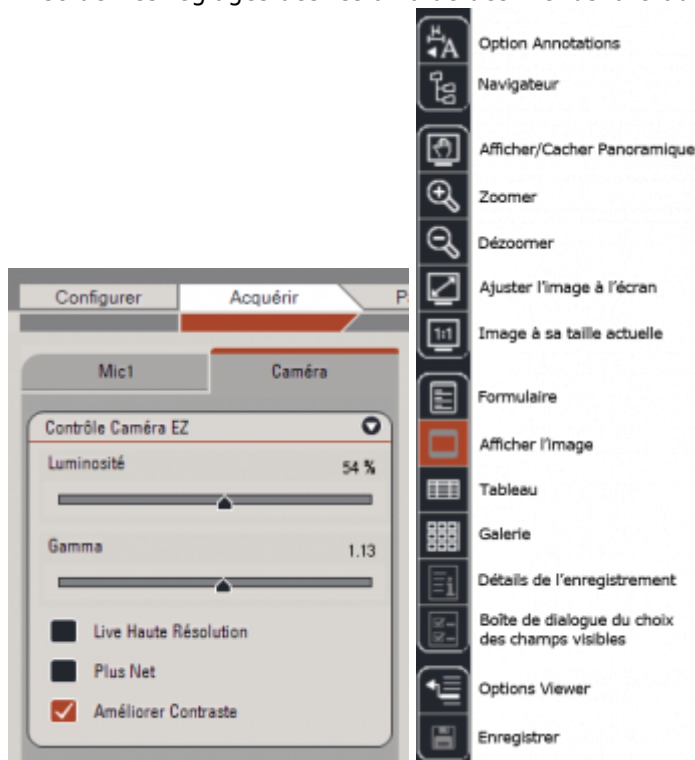 Option Annotations
Navigateur
Afficher/Cacher Panoramique
Zoomer
Dézoomer
Ajuster l'image à l'écran
1:1 Image à sa taille actuelle
Formulaire
Afficher l'image
Tableau
Galerie
Détails de l'enregistrement
Boîte de dialogue du choix
des champs visibles
Options Viewer
Enregistrer
Configurer Acquérir
Mic1 Caméra
Contrôle Caméra EZ
Luminosité 54 %
Gamma 1.13
Live Haute Résolution
Plus Net
Améliorer Contraste